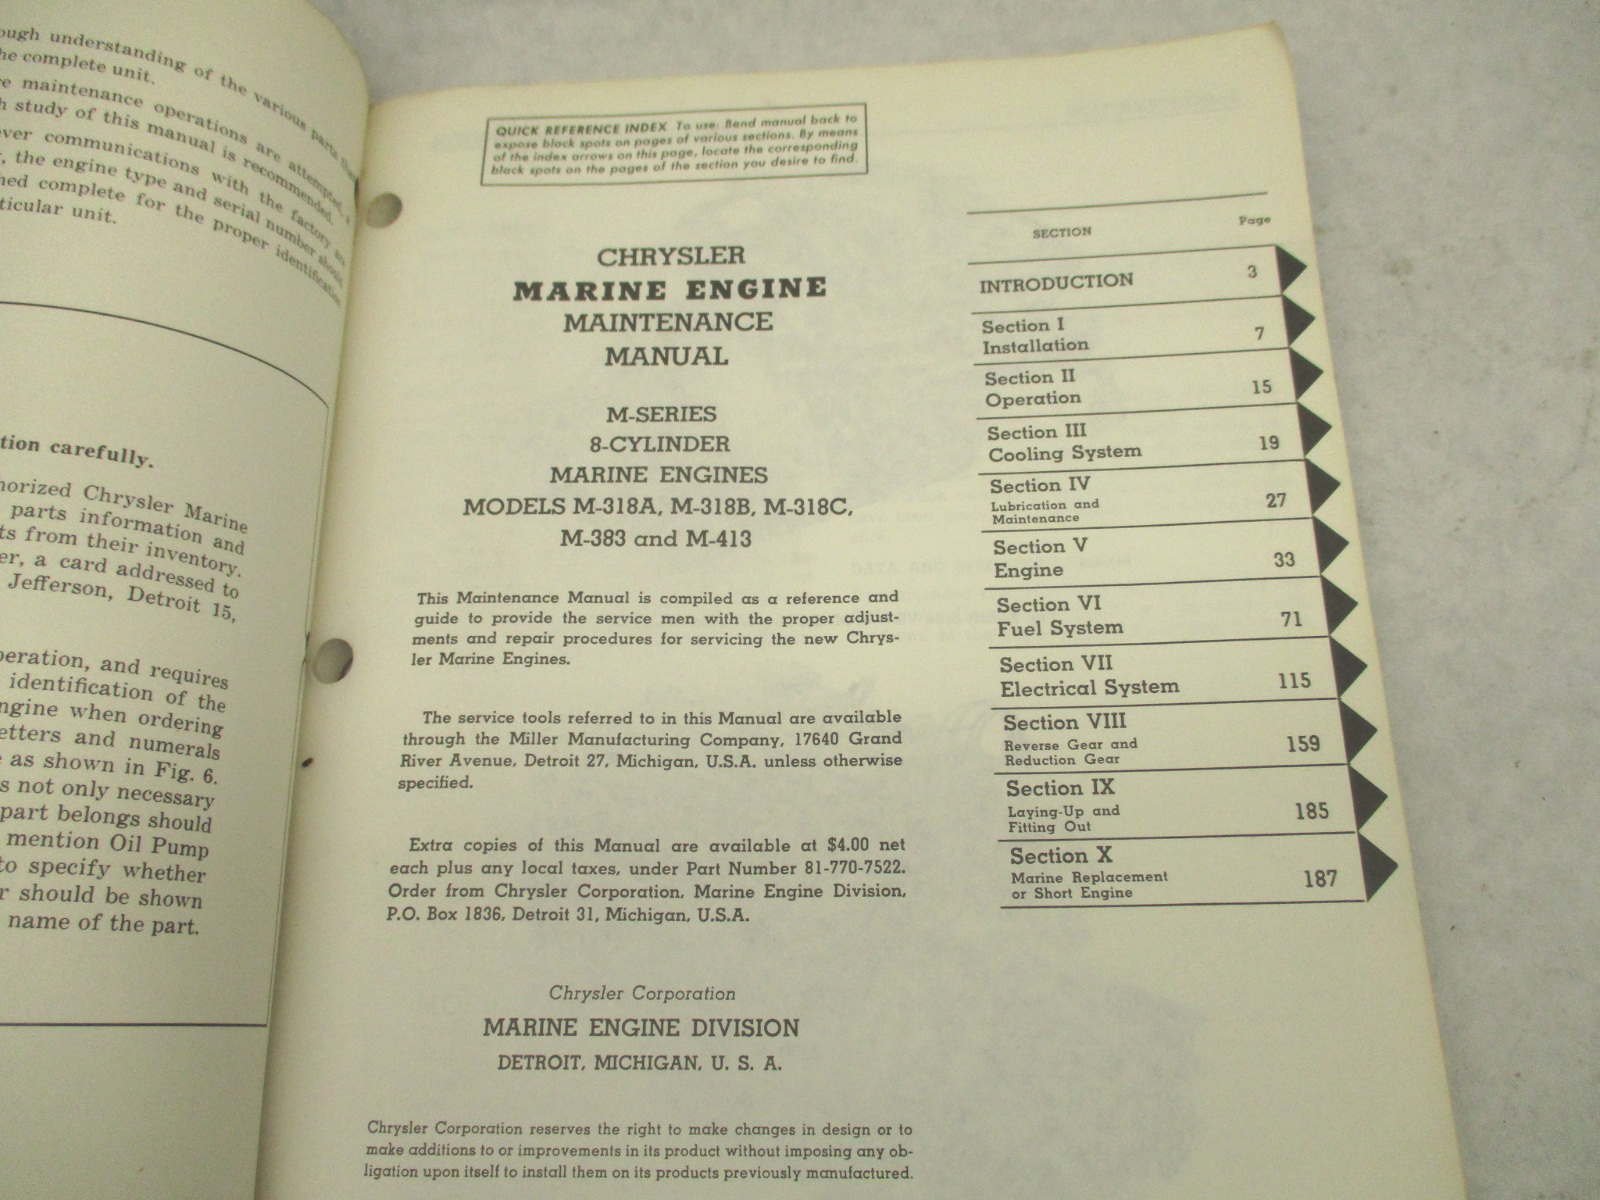 ough understanding of the various parts
he complete unit.
e maintenance operations are attempted, a
h study of this manual is recommended.
ver communications with the factory
, the engine type and serial number should
ned complete for the proper identification
ticular unit.
tion carefully.
horized Chrysler Marine
parts information and
ts from their inventory.
er, a card addressed to
Jefferson, Detroit 15,
peration, and requires
identification of the
ngine when ordering
etters and numerals
e as shown in Fig. 6.
s not only necessary
part belongs should
mention Oil Pump
to specify whether
r should be shown
name of the part.
QUICK REFERENCE INDEX To use: Bend manual back to
expose black spots on pages of various sections. By means
of the index arrows on this page, locate the corresponding
black spots on the pages of the section you desire to find.
CHRYSLER
MARINE ENGINE
MAINTENANCE
MANUAL
M-SERIES
8-CYLINDER
MARINE ENGINES
MODELS M-318A, M-318B, M-318C,
M-383 and M-413
This Maintenance Manual is compiled as a reference and
guide to provide the service men with the proper adjust-
ments and repair procedures for servicing the new Chrys-
ler Marine Engines.
The service tools referred to in this Manual are available
through the Miller Manufacturing Company, 17640 Grand
River Avenue, Detroit 27, Michigan, U.S.A. unless otherwise
specified.
Extra copies of this Manual are available at $4.00 net
each plus any local taxes, under Part Number 81-770-7522.
Order from Chrysler Corporation, Marine Engine Division,
P.O. Box 1836, Detroit 31, Michigan, U.S.A.
Chrysler Corporation
MARINE ENGINE DIVISION
DETROIT, MICHIGAN, U. S. A.
Chrysler Corporation reserves the right to make changes in design or to
make additions to or improvements in its product without imposing any ob-
ligation upon itself to install them on its products previously manufactured.
SECTION Page
INTRODUCTION 3
Section I
Installation 7
Section II
Operation 15
Section III
Cooling System 19
Section IV
Lubrication and 27
Maintenance
Section V
Engine 33
Section VI
Fuel System 71
Section VII
Electrical System 115
Section VIII
Reverse Gear and 159
Reduction Gear
Section IX
Laying-Up and 185
Fitting Out
Section X
Marine Replacement 187
or Short Engine